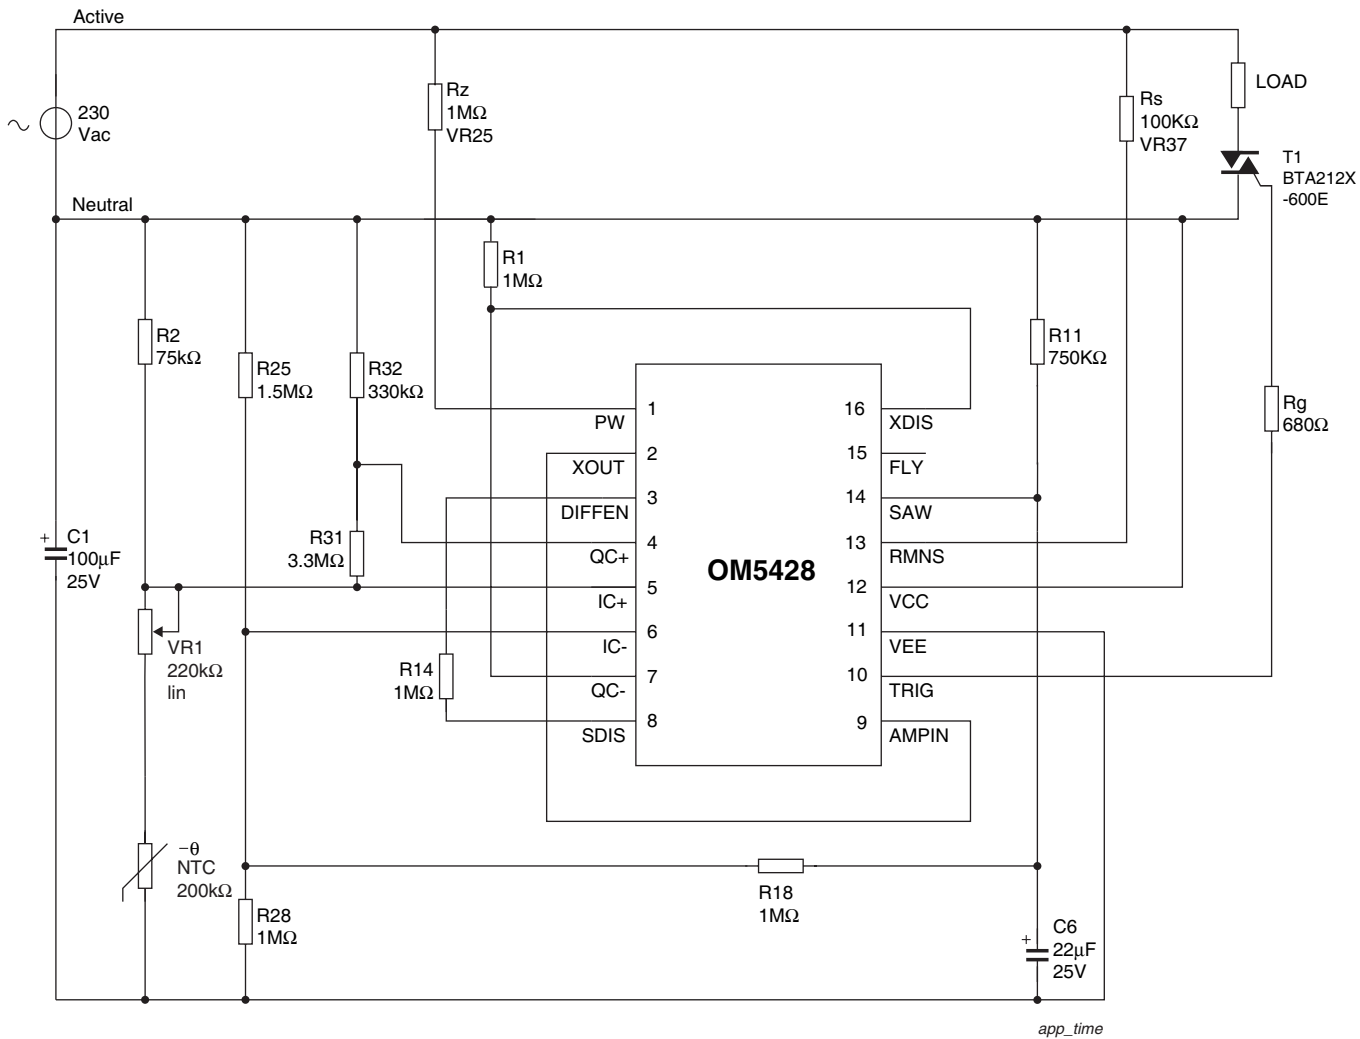 Active
Rz
1MΩ
VR25
230
Vac
Rs
100KΩ
VR37
LOAD
T1
BTA212X
-600E
Neutral
R1
1MΩ
R2
75kΩ
R25
1.5MΩ
R32
330kΩ
R11
750KΩ
Rg
680Ω
1
PW
2
XOUT
3
DIFFEN
4
QC+
5
IC+
6
IC-
7
QC-
8
SDIS
OM5428
16
XDIS
15
FLY
14
SAW
13
RMNS
12
VCC
11
VEE
10
TRIG
9
AMPIN
+ C1
100µF
25V
R31
3.3MΩ
VR1
220kΩ
lin
R14
1MΩ
−θ
NTC
200kΩ
R18
1MΩ
R28
1MΩ
+ C6
22µF
25V
app_time